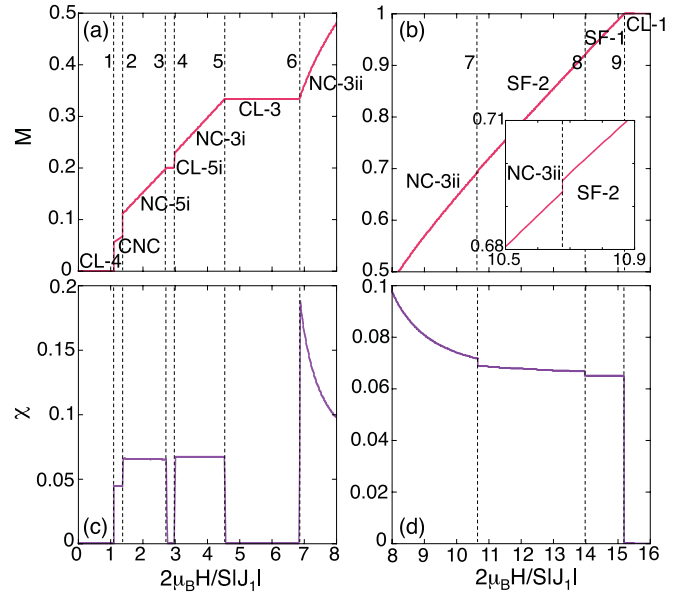 0.5
(a)
1
2
3
4
5
6
0.4
NC-3ii
CL-3
0.3
M
NC-3i
0.2
CL-5i
NC-5i
0.1
CNC
CL-4
0
(b)
SF-1
CL-1
1
7
8
9
0.9
SF-2
0.8
0.71
NC-3ii
SF-2
0.7
NC-3ii
0.68
10.5
10.9
0.6
0.5
0.2
0.15
χ
0.1
0.05
(c)
0
0 1 2 3 4 5 6 7 8
2μ_BH/S|J_1|
0.1
0.08
0.06
0.04
0.02
(d)
0
8 9 10 11 12 13 14 15 16
2μ_BH/S|J_1|